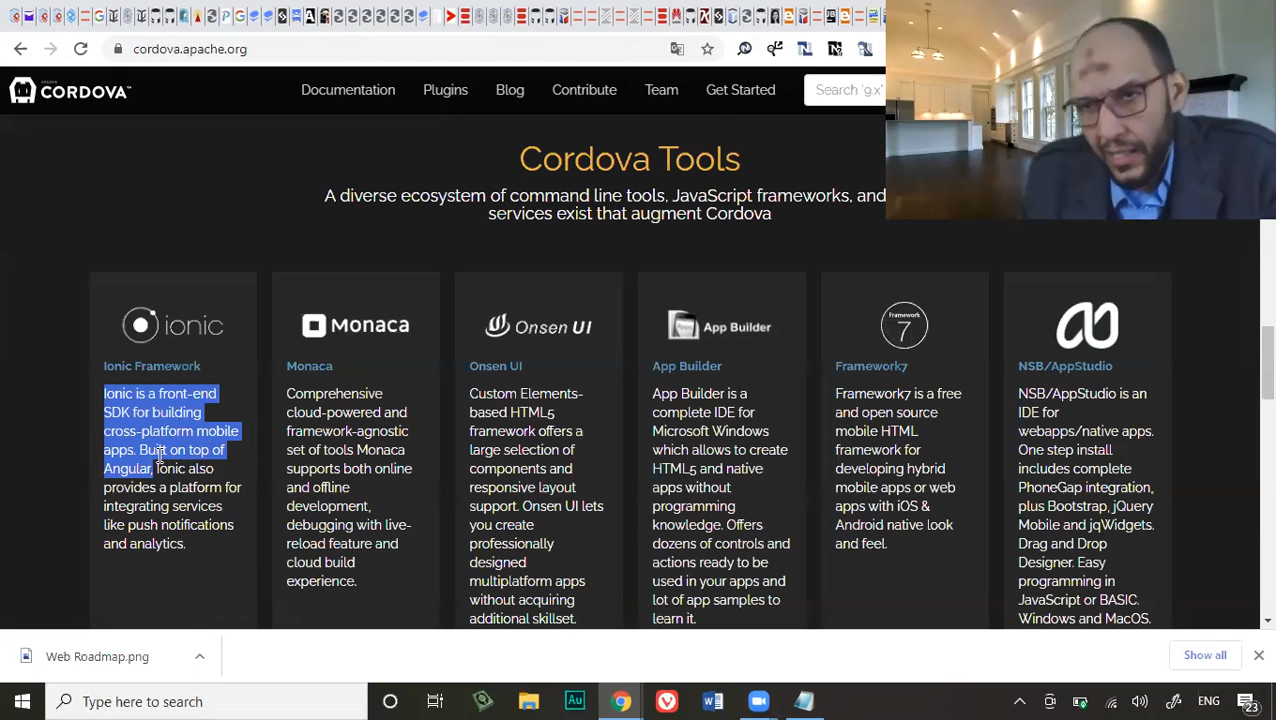 cordova.apache.org
APACHE
CORDOVA™
Documentation
Plugins
Blog
Contribute
Team
Get Started
Search '9.x'
Cordova Tools
A diverse ecosystem of command line tools, JavaScript frameworks, and
services exist that augment Cordova
ionic
Ionic Framework
Ionic is a front-end
SDK for building
cross-platform mobile
apps. Built on top of
Angular, Ionic also
provides a platform for
integrating services
like push notifications
and analytics.
Monaca
Monaca
Comprehensive
cloud-powered and
framework-agnostic
set of tools Monaca
supports both online
and offline
development,
debugging with live-
reload feature and
cloud build
experience.
Onsen UI
Onsen UI
Custom Elements-
based HTML5
framework offers a
large selection of
components and
responsive layout
support. Onsen UI lets
you create
professionally
designed
multiplatform apps
without acquiring
additional skillset.
App Builder
App Builder
App Builder is a
complete IDE for
Microsoft Windows
which allows to create
HTML5 and native
apps without
programming
knowledge. Offers
dozens of controls and
actions ready to be
used in your apps and
lot of app samples to
learn it.
Framework
7
Framework7
Framework7 is a free
and open source
mobile HTML
framework for
developing hybrid
mobile apps or web
apps with iOS &
Android native look
and feel.
NSB/AppStudio
NSB/AppStudio is an
IDE for
webapps/native apps.
One step install
includes complete
PhoneGap integration,
plus Bootstrap, jQuery
Mobile and jqWidgets.
Drag and Drop
Designer. Easy
programming in
JavaScript or BASIC.
Windows and MacOS.
Web Roadmap.png
Show all
Type here to search
Au
ENG
23